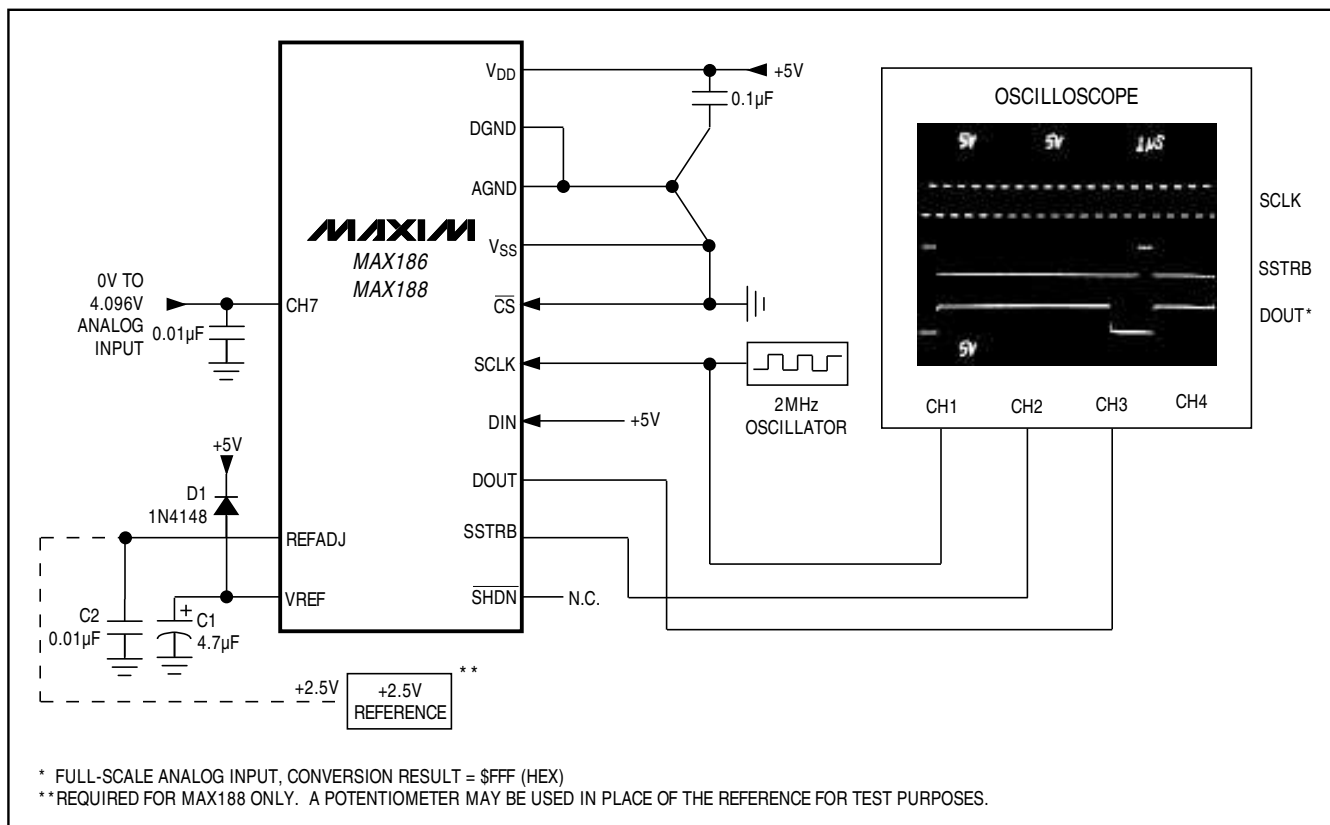 VDD
+5V
0.1µF
DGND
AGND
MAXIM
MAX186
MAX188
VSS
0V TO
4.096V
ANALOG
INPUT
0.01µF
CH7
CS
SCLK
2MHz
OSCILLATOR
DIN
+5V
DOUT
SSTRB
SHDN
N.C.
+5V
D1
1N4148
REFADJ
VREF
C2
0.01µF
+
C1
4.7µF
+2.5V
+2.5V
REFERENCE
**
OSCILLOSCOPE
5V
5V
1µS
5V
SCLK
SSTRB
DOUT*
CH1
CH2
CH3
CH4
* FULL-SCALE ANALOG INPUT, CONVERSION RESULT = $FFF (HEX)
**REQUIRED FOR MAX188 ONLY. A POTENTIOMETER MAY BE USED IN PLACE OF THE REFERENCE FOR TEST PURPOSES.